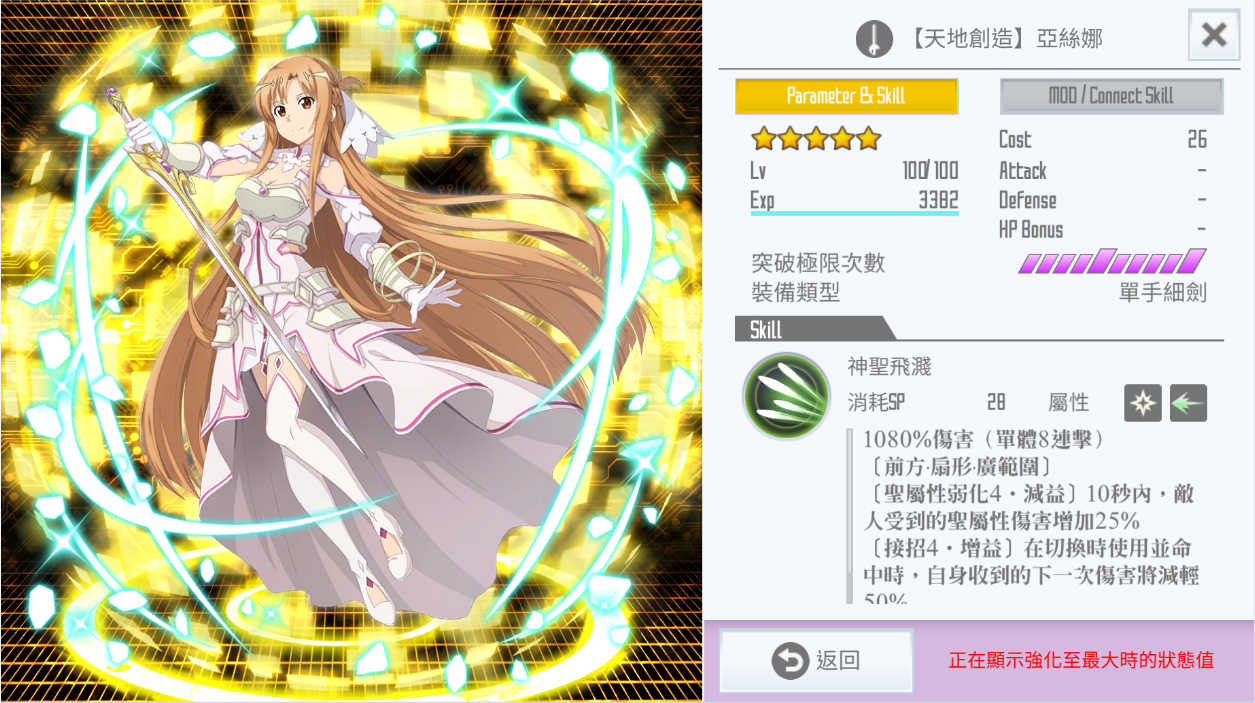 【天地創造】亞絲娜
Parameter & Skill
MOD / Connect Skill
Lv 100/100
Exp 3382
Cost 26
Attack -
Defense -
HP Bonus -
突破極限次數
裝備類型 單手細劍
Skill
神聖飛濺
消耗SP 28 屬性
1080%傷害（單體8連擊）
〔前方·扇形·廣範圍〕
〔聖屬性弱化4・減益〕10秒內，敵
人受到的聖屬性傷害增加25%
〔接招4・增益〕在切換時使用並命
中時，自身收到的下一次傷害將減輕
50%
返回
正在顯示強化至最大時的狀態值